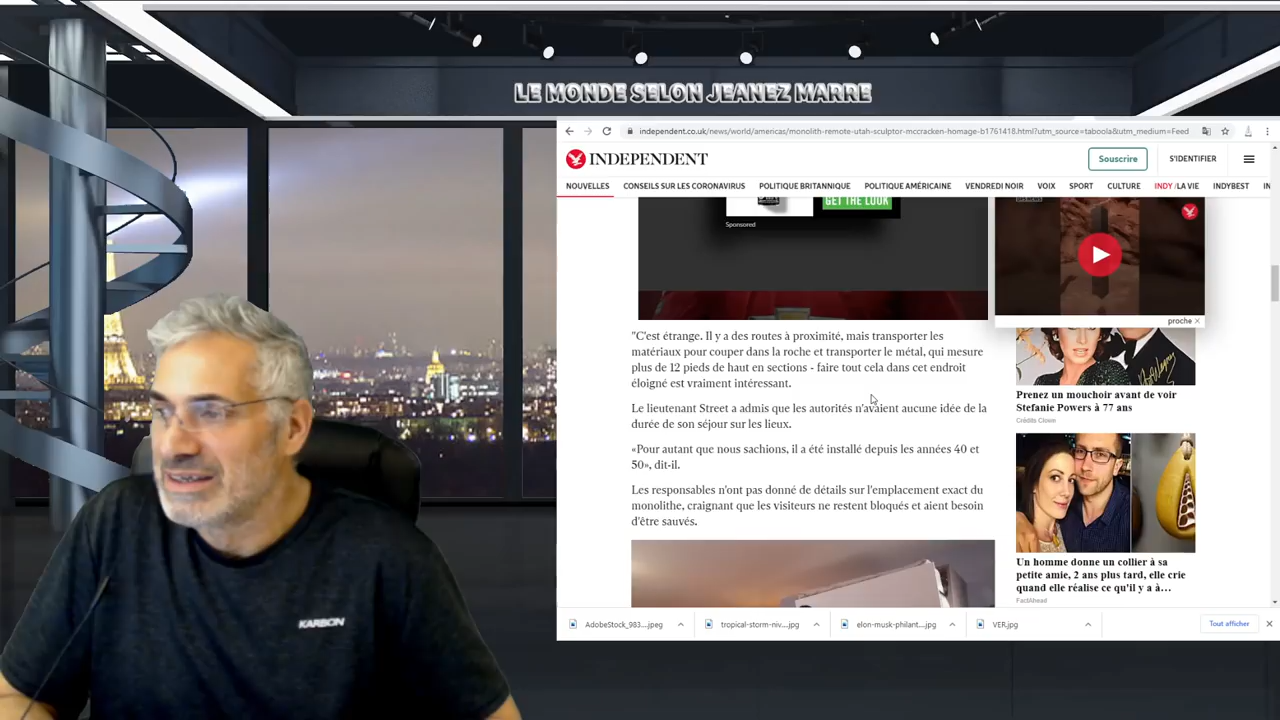 LE MONDE SELON JEANEZ MARRE
independent.co.uk/news/world/americas/monolith-remote-utah-sculptor-mccracken-homage-b1761418.html?utm_source=taboola&utm_medium=Feed
INDEPENDENT
Souscrire
S'IDENTIFIER
NOUVELLES CONSEILS SUR LES CORONAVIRUS POLITIQUE BRITANNIQUE POLITIQUE AMÉRICAINE VENDREDI NOIR VOIX SPORT CULTURE INDY /LA VIE INDYBEST IN
GET THE LOOK
Sponsored
proche
"C'est étrange. Il y a des routes à proximité, mais transporter les
matériaux pour couper dans la roche et transporter le métal, qui mesure
plus de 12 pieds de haut en sections - faire tout cela dans cet endroit
éloigné est vraiment intéressant.
Le lieutenant Street a admis que les autorités n'avaient aucune idée de la
durée de son séjour sur les lieux.
«Pour autant que nous sachions, il a été installé depuis les années 40 et
50», dit-il.
Les responsables n'ont pas donné de détails sur l'emplacement exact du
monolithe, craignant que les visiteurs ne restent bloqués et aient besoin
d'être sauvés.
Prenez un mouchoir avant de voir
Stefanie Powers à 77 ans
Crédits Clown
Un homme donne un collier à sa
petite amie, 2 ans plus tard, elle crie
quand elle réalise ce qu'il y a à…
FactAhead
KARBON
AdobeStock_983....jpeg
tropical-storm-niv....jpg
elon-musk-philant....jpg
VER.jpg
Tout afficher